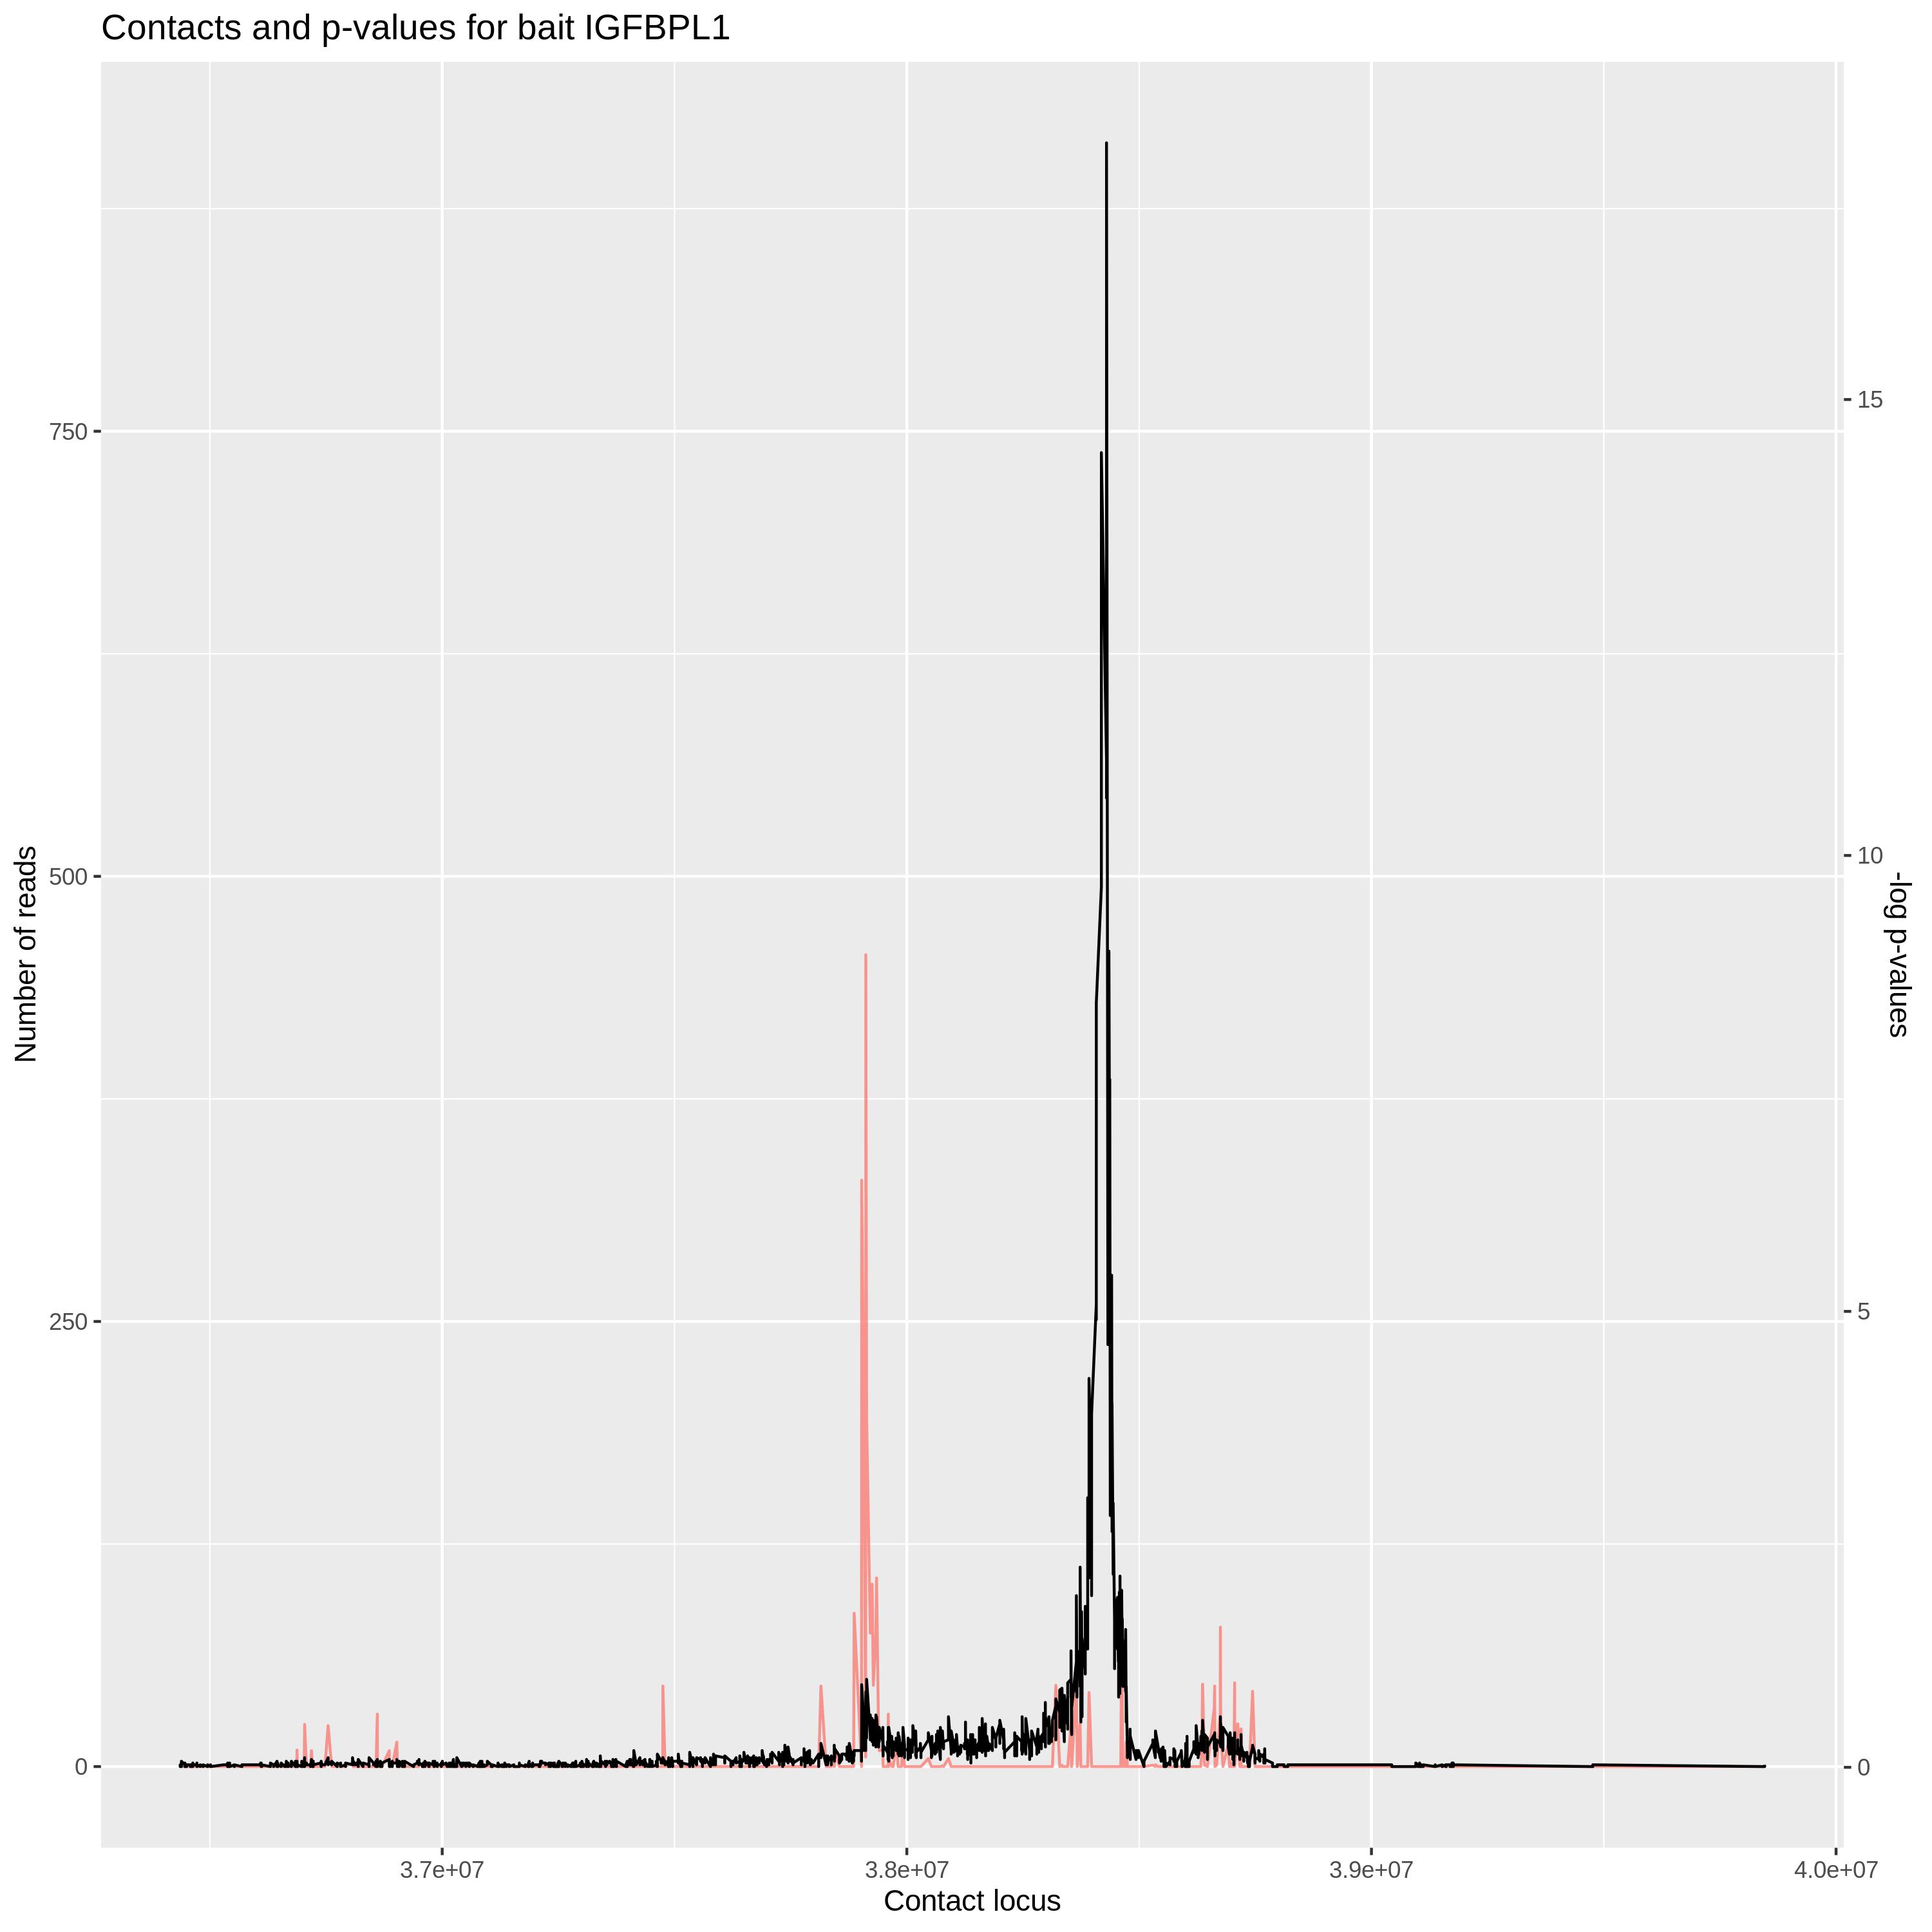 Contacts and p-values for bait IGFBPL1
Number of reads
750
500
250
0
15
10
5
0
-log p-values
3.7e+07
3.8e+07
3.9e+07
4.0e+07
Contact locus